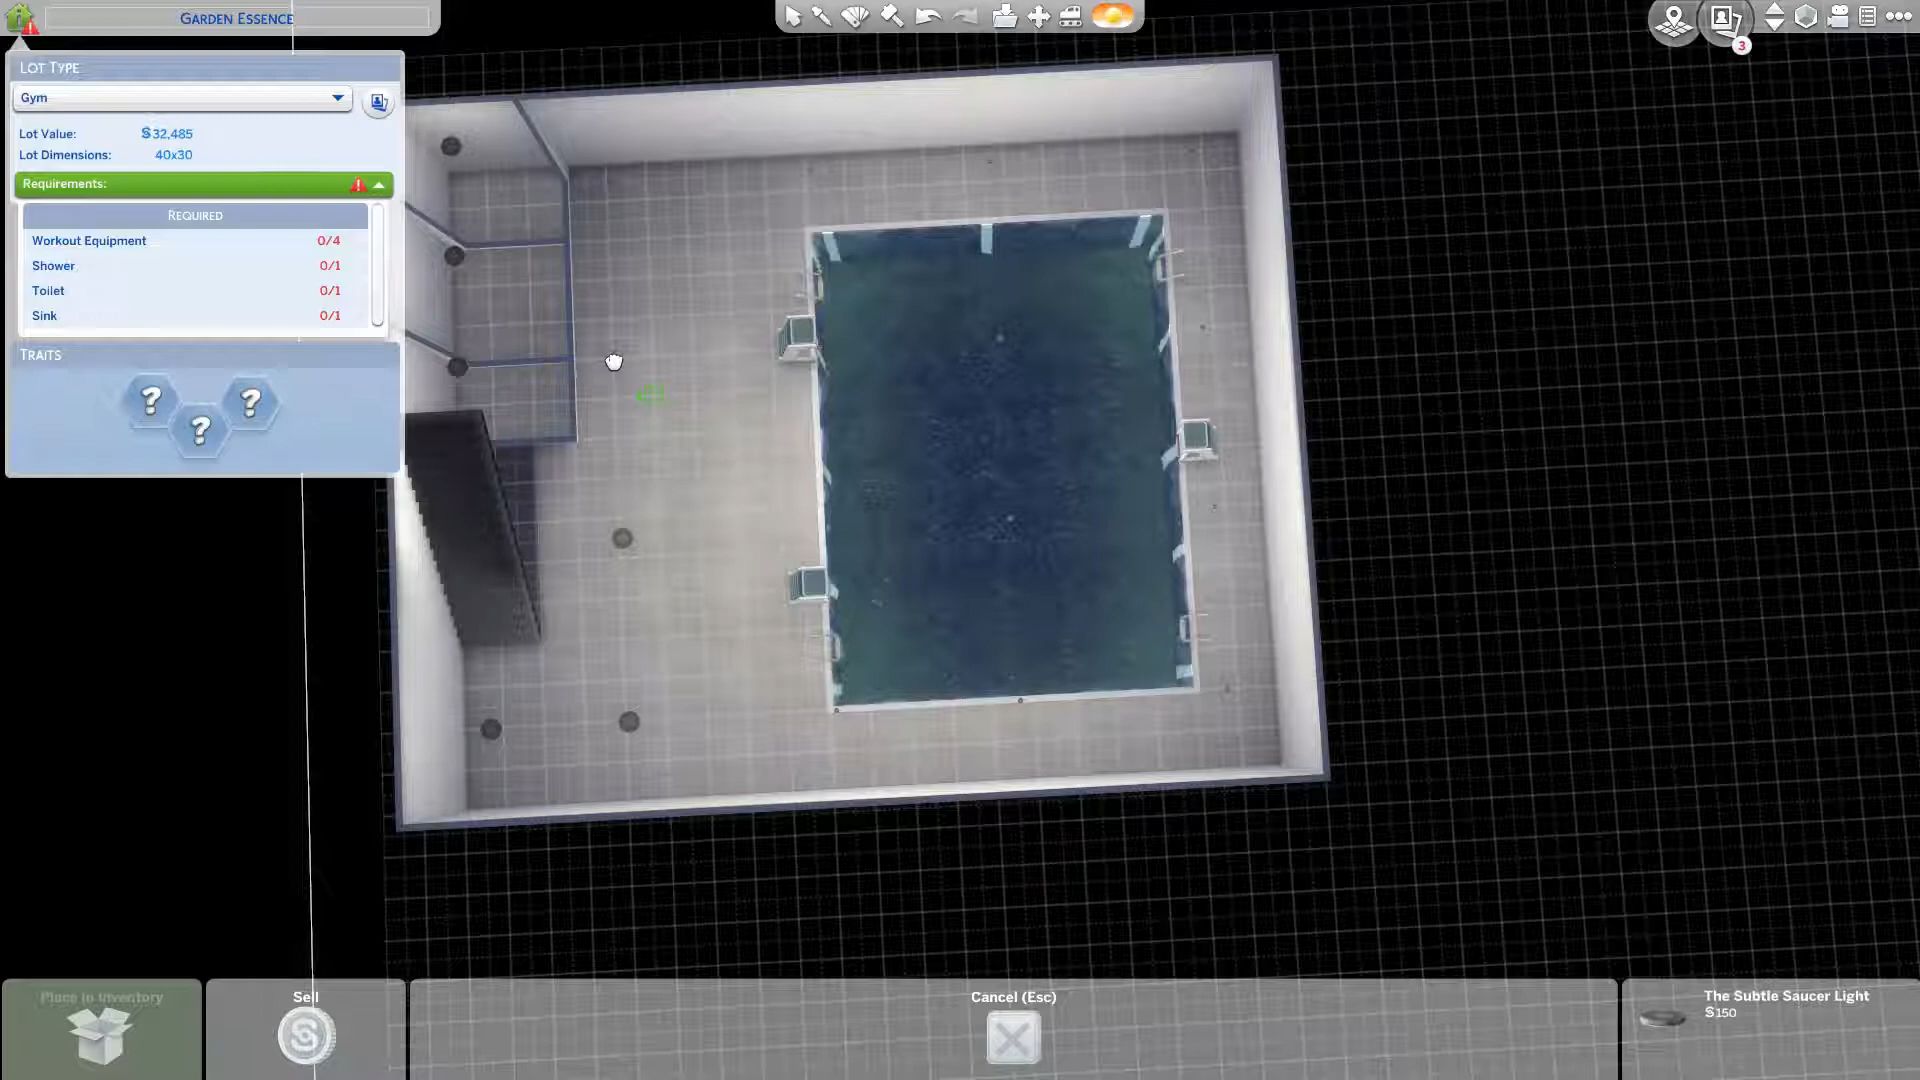 GARDEN ESSENCE
3
LOT TYPE
Gym
Lot Value: §32,485
Lot Dimensions: 40x30
Requirements:
REQUIRED
Workout Equipment 0/4
Shower 0/1
Toilet 0/1
Sink 0/1
TRAITS
? ? ?
Place in Inventory
Sell
Cancel (Esc)
The Subtle Saucer Light
§150